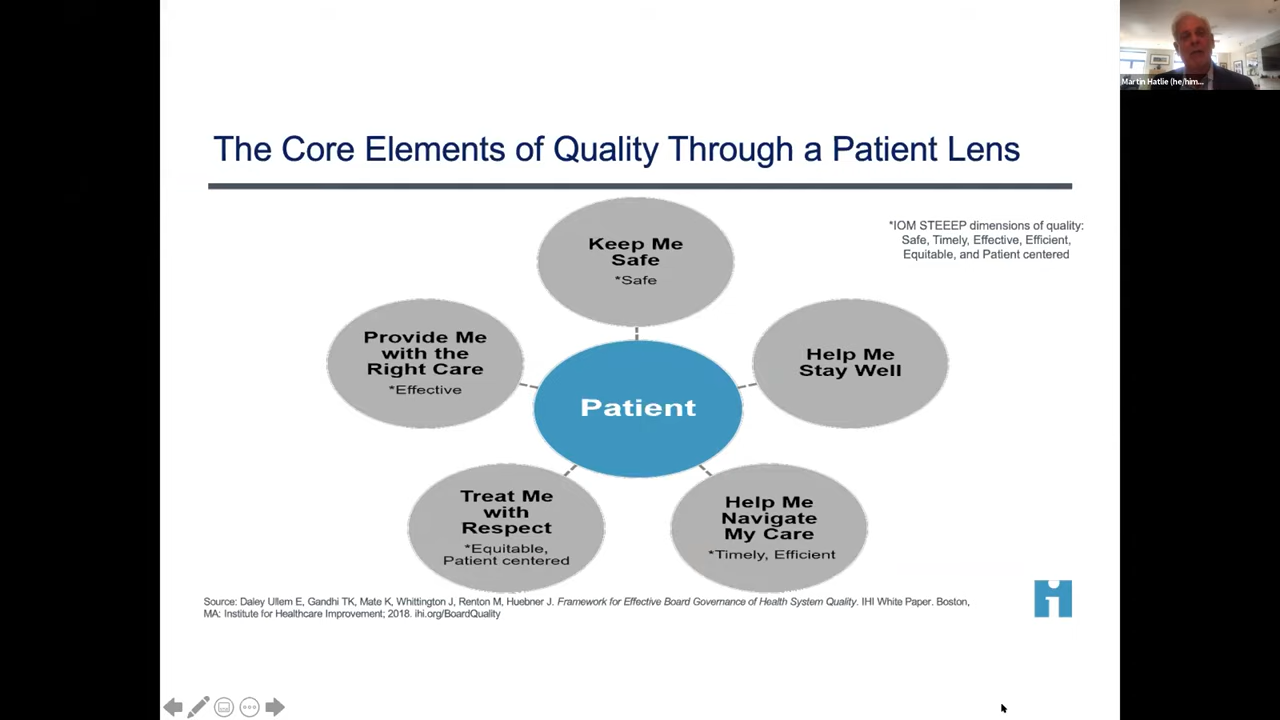 Martin Hatlie (he/him...
The Core Elements of Quality Through a Patient Lens
*IOM STEEEP dimensions of quality:
Safe, Timely, Effective, Efficient,
Equitable, and Patient centered
Keep Me
Safe
*Safe
Provide Me
with the
Right Care
*Effective
Help Me
Stay Well
Patient
Treat Me
with
Respect
*Equitable,
Patient centered
Help Me
Navigate
My Care
*Timely, Efficient
Source: Daley Ullem E, Gandhi TK, Mate K, Whittington J, Renton M, Huebner J. Framework for Effective Board Governance of Health System Quality. IHI White Paper. Boston,
MA: Institute for Healthcare Improvement; 2018. ihi.org/BoardQuality